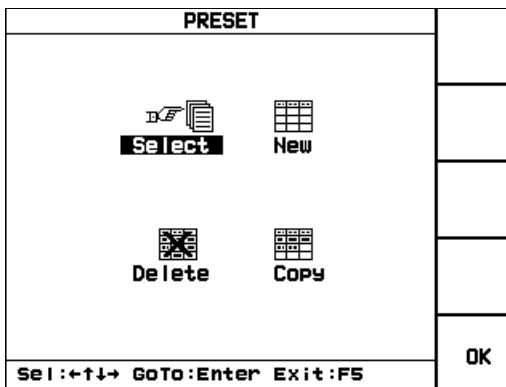 PRESET
Select New
Delete Copy
OK
Sel:←↑↓→ GoTo:Enter Exit:F5